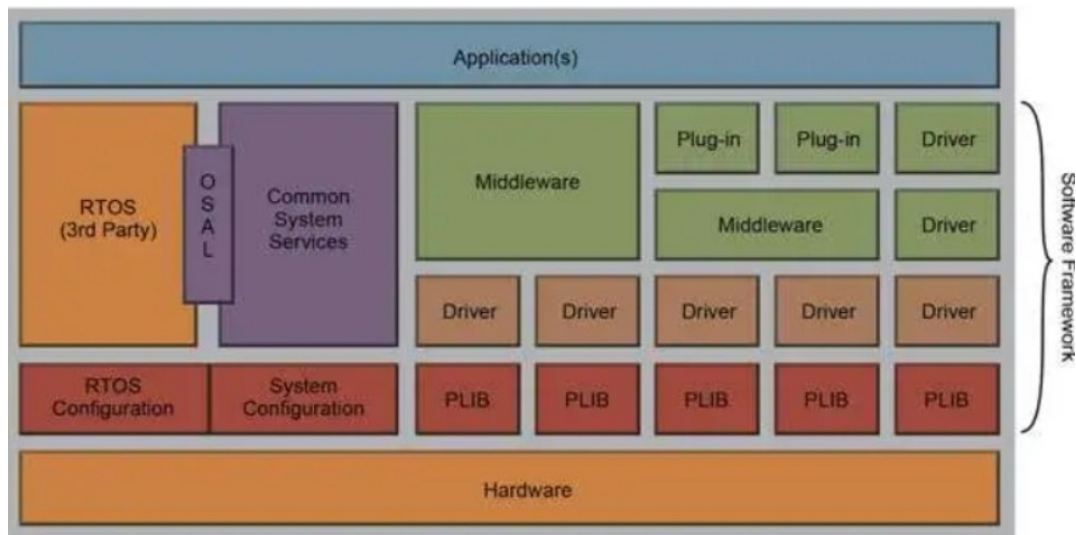 Application(s)
RTOS
(3rd Party)
O
S
A
L
Common
System
Services
Middleware
Plug-in
Plug-in
Driver
Middleware
Driver
Driver
Driver
Driver
Driver
Driver
RTOS
Configuration
System
Configuration
PLIB
PLIB
PLIB
PLIB
PLIB
Hardware
Software Framework